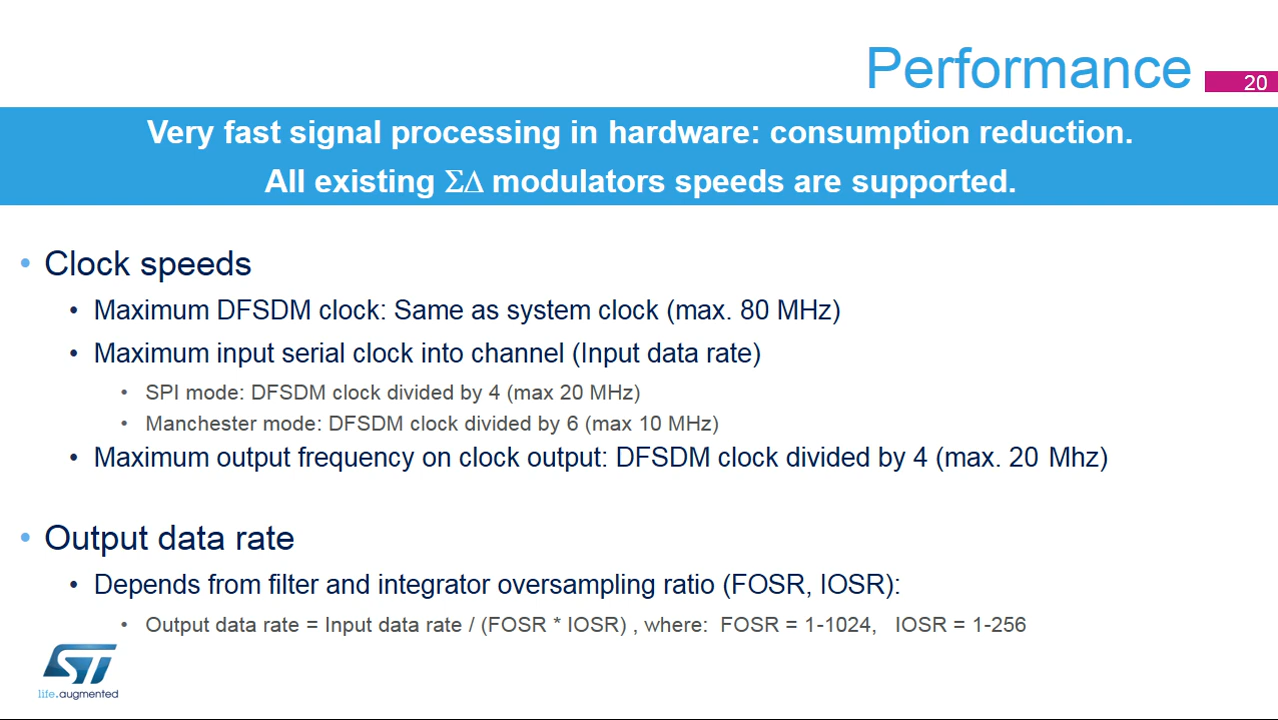 Performance
20
Very fast signal processing in hardware: consumption reduction.
All existing ΣΔ modulators speeds are supported.
• Clock speeds
• Maximum DFSDM clock: Same as system clock (max. 80 MHz)
• Maximum input serial clock into channel (Input data rate)
• SPI mode: DFSDM clock divided by 4 (max 20 MHz)
• Manchester mode: DFSDM clock divided by 6 (max 10 MHz)
• Maximum output frequency on clock output: DFSDM clock divided by 4 (max. 20 Mhz)
• Output data rate
• Depends from filter and integrator oversampling ratio (FOSR, IOSR):
• Output data rate = Input data rate / (FOSR * IOSR) , where: FOSR = 1-1024, IOSR = 1-256
ST
life.augmented